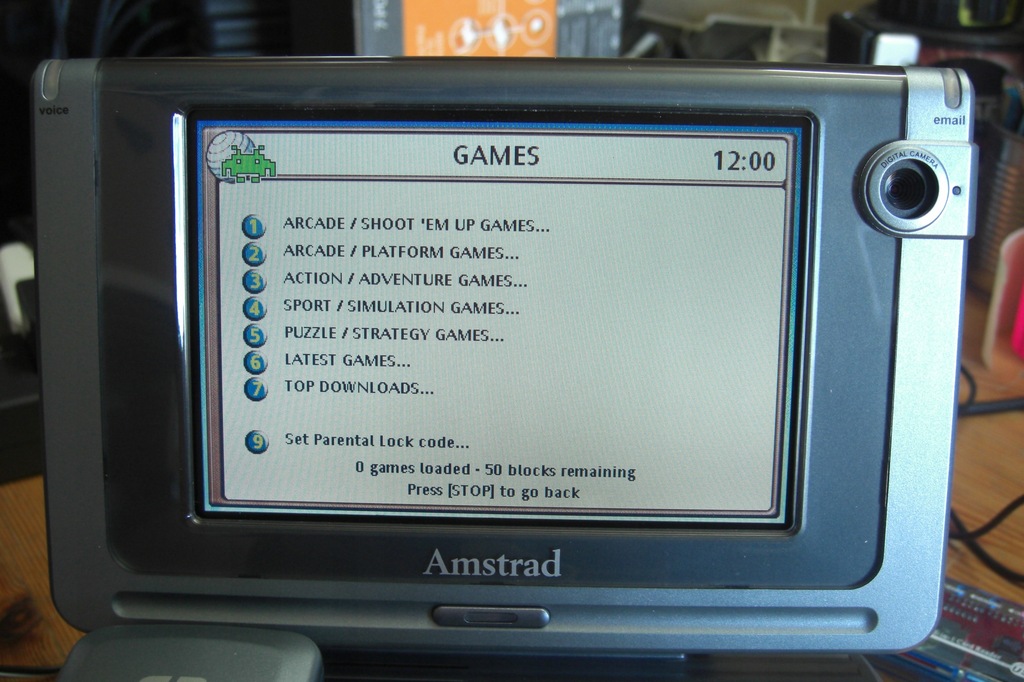 voice
email
DIGITAL CAMERA
GAMES
12:00
1 ARCADE / SHOOT 'EM UP GAMES...
2 ARCADE / PLATFORM GAMES...
3 ACTION / ADVENTURE GAMES...
4 SPORT / SIMULATION GAMES...
5 PUZZLE / STRATEGY GAMES...
6 LATEST GAMES...
7 TOP DOWNLOADS...
9 Set Parental Lock code...
0 games loaded - 50 blocks remaining
Press [STOP] to go back
Amstrad